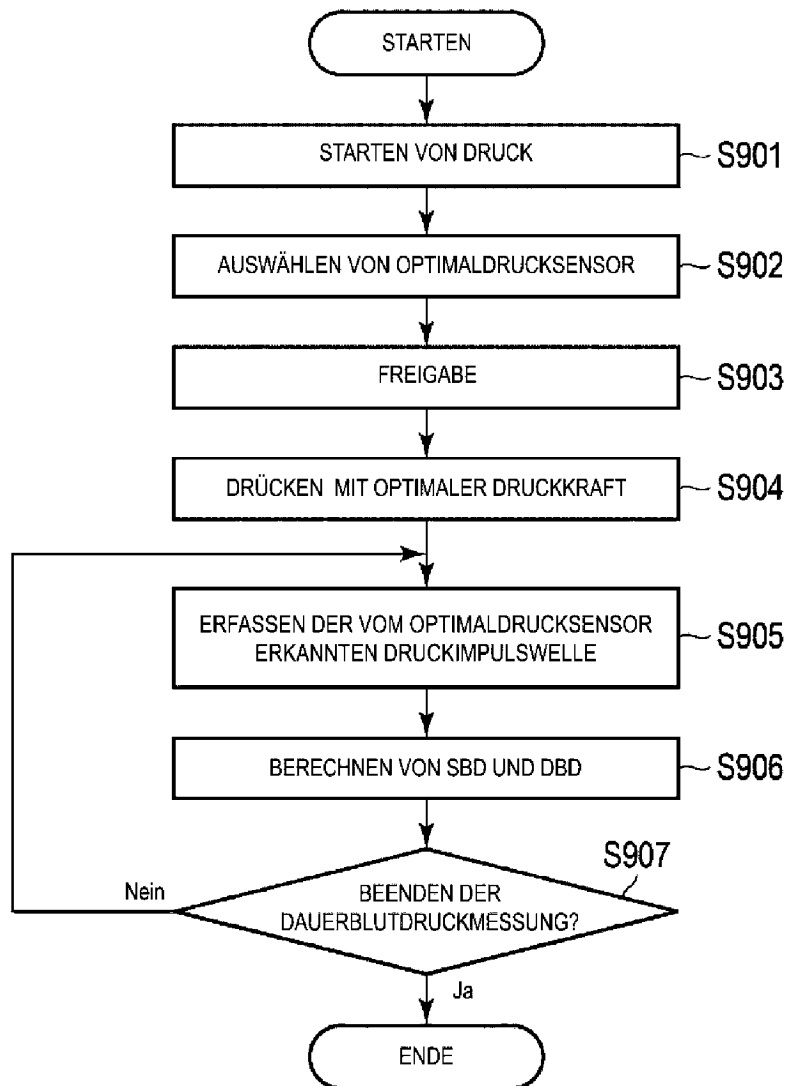 STARTEN
STARTEN VON DRUCK
S901
AUSWÄHLEN VON OPTIMALDRUCKSENSOR
S902
FREIGABE
S903
DRÜCKEN MIT OPTIMALER DRUCKKRAFT
S904
ERFASSEN DER VOM OPTIMALDRUCKSENSOR
ERKANNTEN DRUCKIMPULSWELLE
S905
BERECHNEN VON SBD UND DBD
S906
S907
Nein
BEENDEN DER
DAUERBLUTDRUCKMESSUNG?
Ja
ENDE